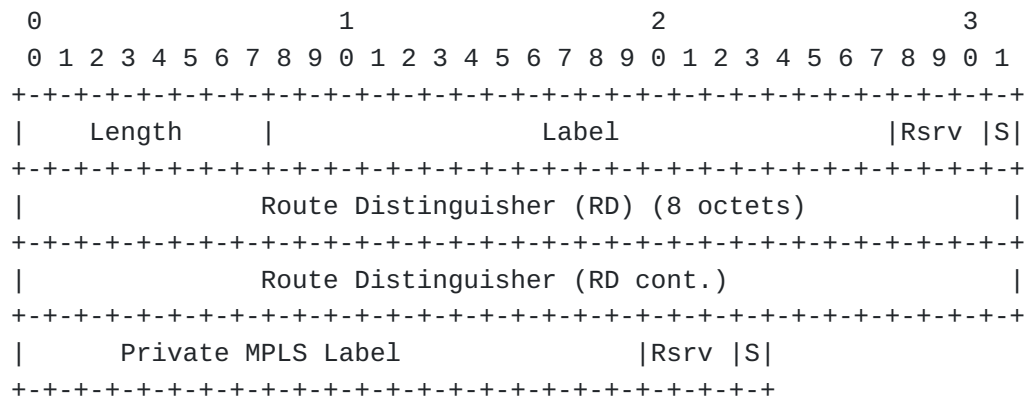 0                   1                   2                   3
 0 1 2 3 4 5 6 7 8 9 0 1 2 3 4 5 6 7 8 9 0 1 2 3 4 5 6 7 8 9 0 1
+-+-+-+-+-+-+-+-+-+-+-+-+-+-+-+-+-+-+-+-+-+-+-+-+-+-+-+-+-+-+-+-+
|    Length     |                 Label                 |Rsrv |S|
+-+-+-+-+-+-+-+-+-+-+-+-+-+-+-+-+-+-+-+-+-+-+-+-+-+-+-+-+-+-+-+-+
|               Route Distinguisher (RD) (8 octets)             |
+-+-+-+-+-+-+-+-+-+-+-+-+-+-+-+-+-+-+-+-+-+-+-+-+-+-+-+-+-+-+-+-+
|               Route Distinguisher (RD cont.)                  |
+-+-+-+-+-+-+-+-+-+-+-+-+-+-+-+-+-+-+-+-+-+-+-+-+-+-+-+-+-+-+-+-+
|      Private MPLS Label               |Rsrv |S|
+-+-+-+-+-+-+-+-+-+-+-+-+-+-+-+-+-+-+-+-+-+-+-+-+